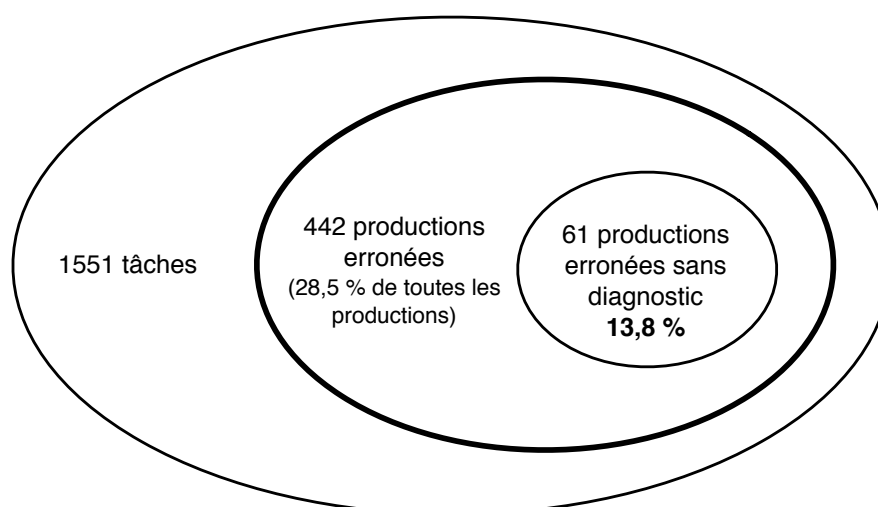 1551 tâches
442 productions
erronées
(28,5 % de toutes les
productions)
61 productions
erronées sans
diagnostic
13,8 %